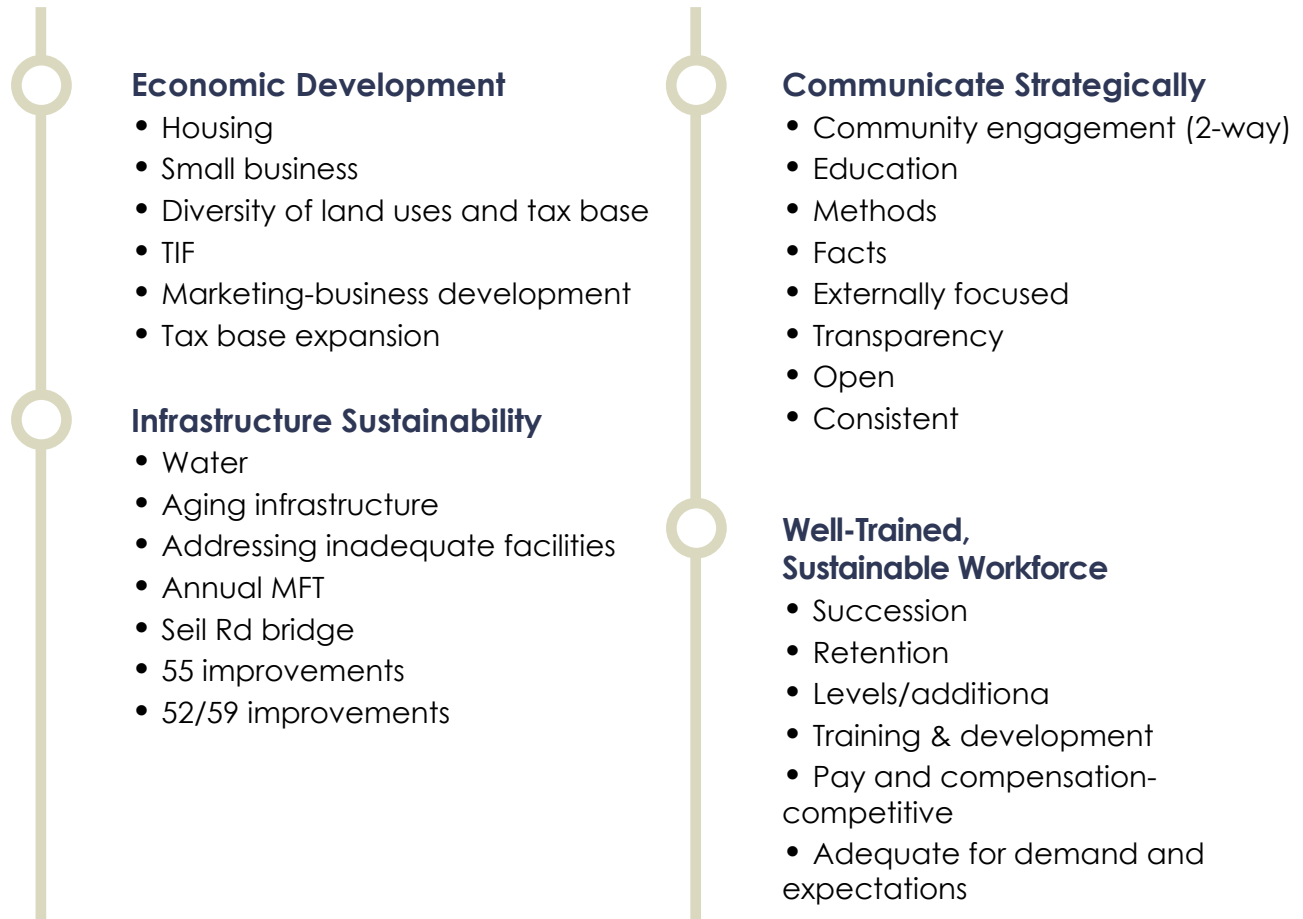 Economic Development
• Housing
• Small business
• Diversity of land uses and tax base
• TIF
• Marketing-business development
• Tax base expansion
Infrastructure Sustainability
• Water
• Aging infrastructure
• Addressing inadequate facilities
• Annual MFT
• Seil Rd bridge
• 55 improvements
• 52/59 improvements
Communicate Strategically
• Community engagement (2-way)
• Education
• Methods
• Facts
• Externally focused
• Transparency
• Open
• Consistent
Well-Trained,
Sustainable Workforce
• Succession
• Retention
• Levels/additiona
• Training & development
• Pay and compensation-
competitive
• Adequate for demand and
expectations